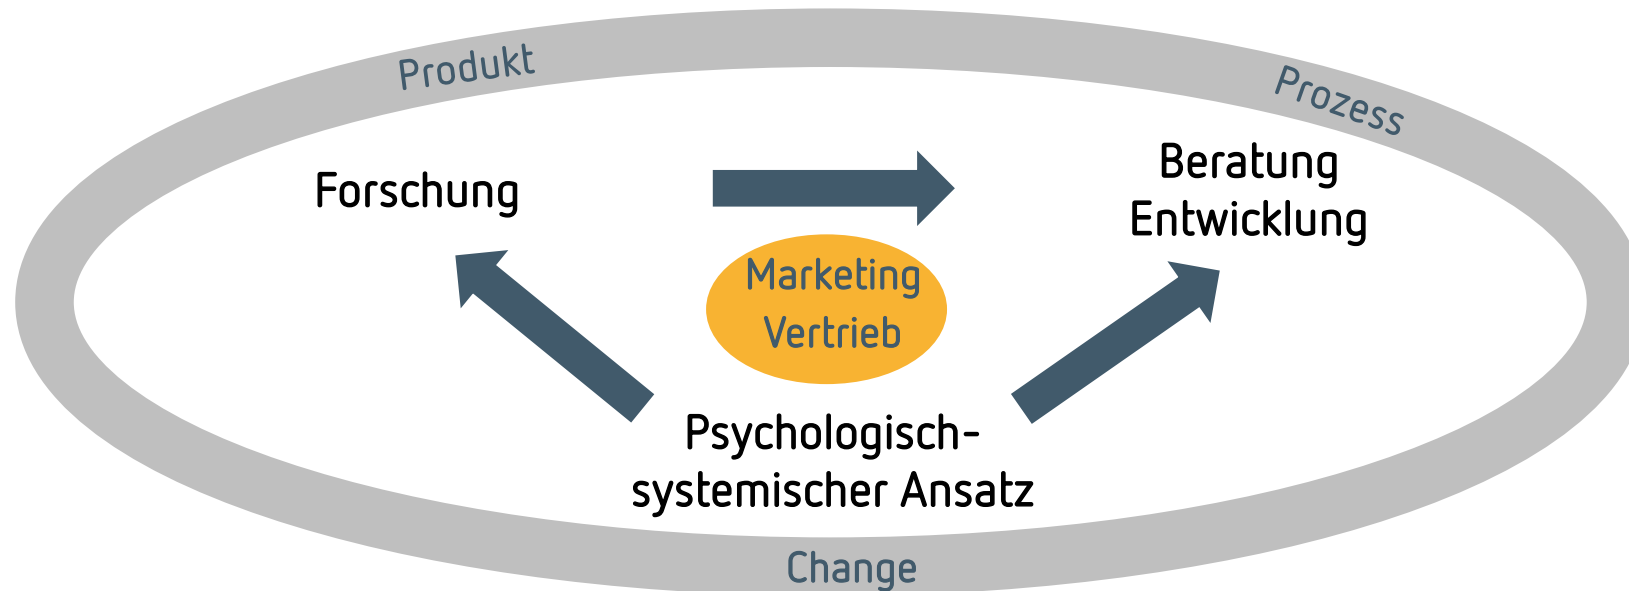 Produkt
Prozess
Forschung
Beratung
Entwicklung
Marketing
Vertrieb
Psychologisch-
systemischer Ansatz
Change